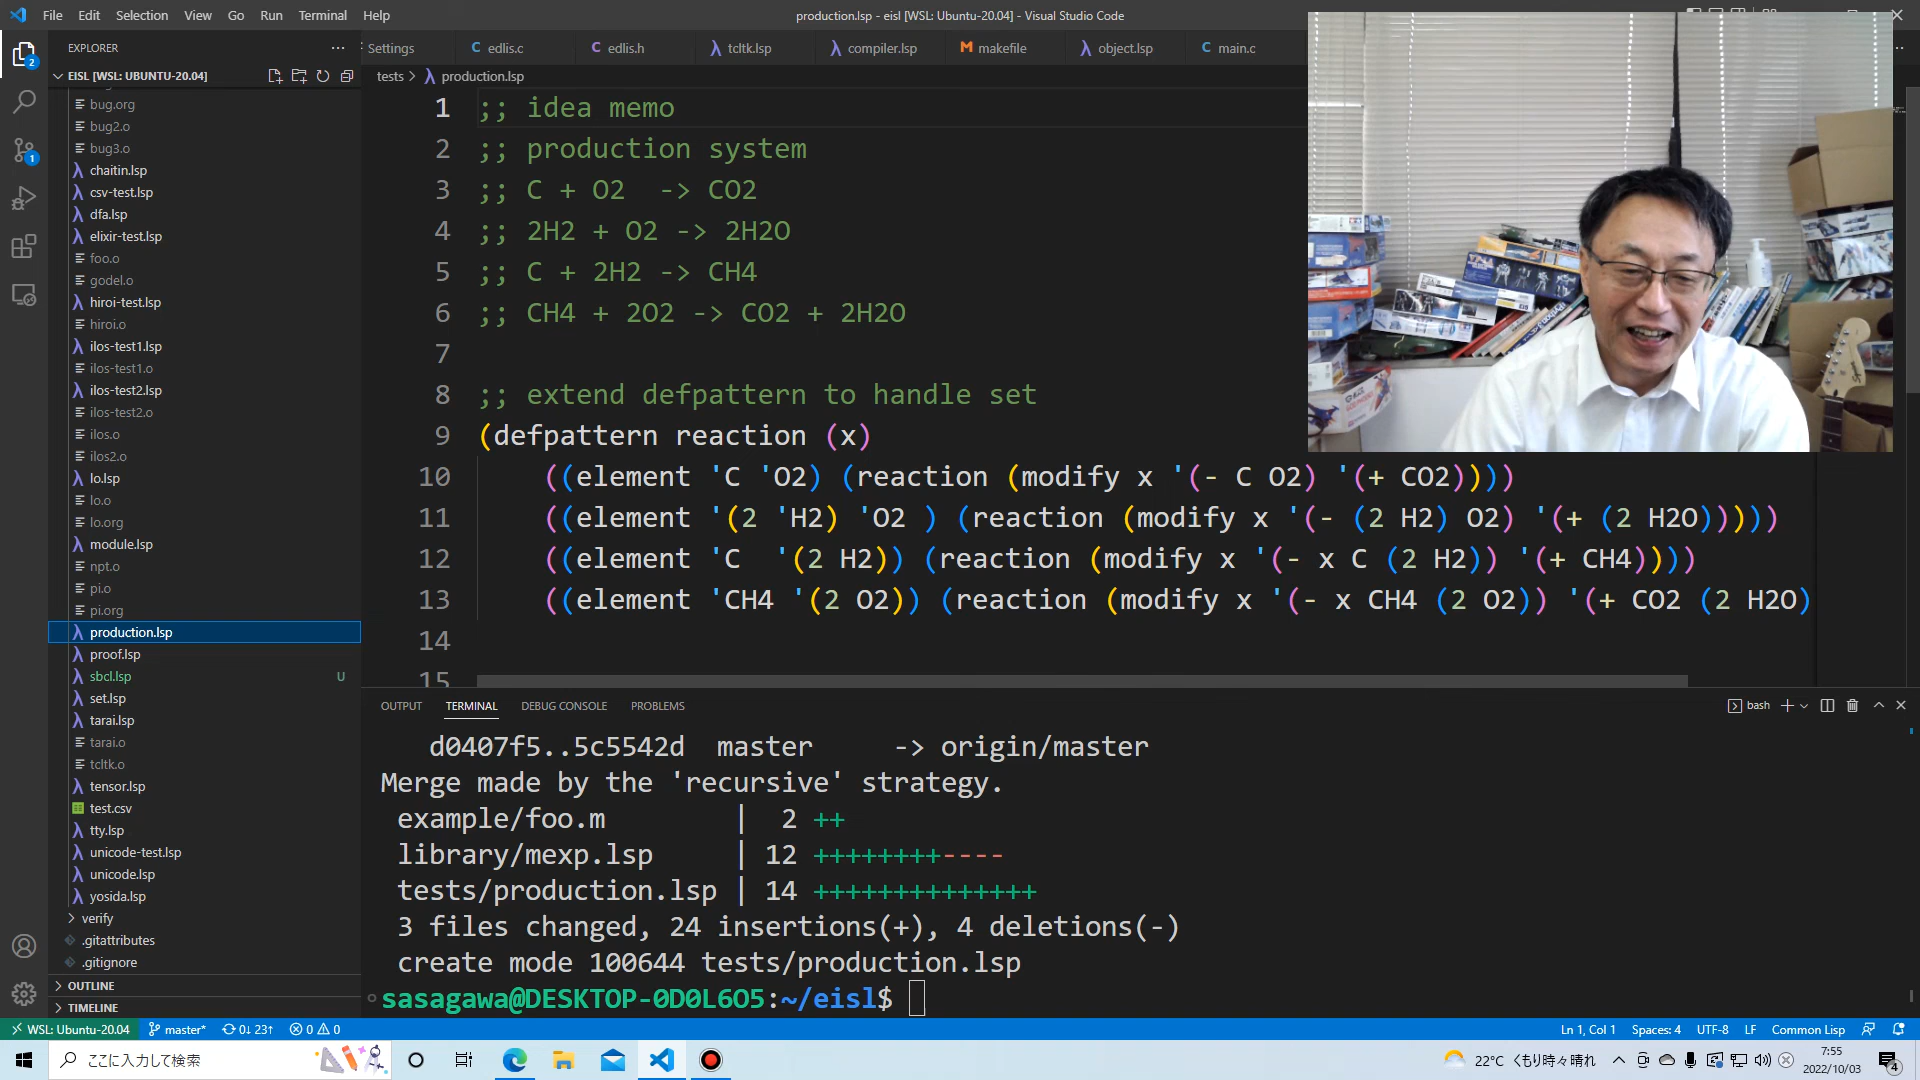 File Edit Selection View Go Run Terminal Help
production.lsp - eisl [WSL: Ubuntu-20.04] - Visual Studio Code
EXPLORER
EISL [WSL: UBUNTU-20.04]
bug.org
bug2.o
bug3.o
chaitin.lsp
csv-test.lsp
dfa.lsp
elixir-test.lsp
foo.o
godel.o
hiroi-test.lsp
hiroi.o
ilos-test1.lsp
ilos-test1.o
ilos-test2.lsp
ilos-test2.o
ilos.o
ilos2.o
lo.lsp
lo.o
lo.org
module.lsp
npt.o
pi.o
pi.org
production.lsp
proof.lsp
sbcl.lsp U
set.lsp
tarai.lsp
tarai.o
tcltk.o
tensor.lsp
test.csv
tty.lsp
unicode-test.lsp
unicode.lsp
yosida.lsp
verify
.gitattributes
.gitignore
OUTLINE
TIMELINE
2
1
Settings
C edlis.c
C edlis.h
λ tcltk.lsp
λ compiler.lsp
M makefile
λ object.lsp
C main.c
tests > λ production.lsp
1 ;; idea memo
2 ;; production system
3 ;; C + O2  -> CO2
4 ;; 2H2 + O2 -> 2H2O
5 ;; C + 2H2 -> CH4
6 ;; CH4 + 2O2 -> CO2 + 2H2O
7
8 ;; extend defpattern to handle set
9 (defpattern reaction (x)
10     ((element 'C 'O2) (reaction (modify x '(- C O2) '(+ CO2))))
11     ((element '(2 'H2) 'O2 ) (reaction (modify x '(- (2 H2) O2) '(+ (2 H2O)))))
12     ((element 'C  '(2 H2)) (reaction (modify x '(- x C (2 H2)) '(+ CH4))))
13     ((element 'CH4 '(2 O2)) (reaction (modify x '(- x CH4 (2 O2)) '(+ CO2 (2 H2O)
14
15
OUTPUT TERMINAL DEBUG CONSOLE PROBLEMS
bash
d0407f5..5c5542d  master     -> origin/master
Merge made by the 'recursive' strategy.
example/foo.m        |  2 ++
library/mexp.lsp     | 12 ++++++++----
tests/production.lsp | 14 ++++++++++++++
3 files changed, 24 insertions(+), 4 deletions(-)
create mode 100644 tests/production.lsp
sasagawa@DESKTOP-0D0L6O5:~/eisl$
WSL: Ubuntu-20.04 master* 0↓ 23↑ 0 0
Ln 1, Col 1 Spaces: 4 UTF-8 LF Common Lisp
ここに入力して検索
22°C くもり時々晴れ
7:55
2022/10/03
4